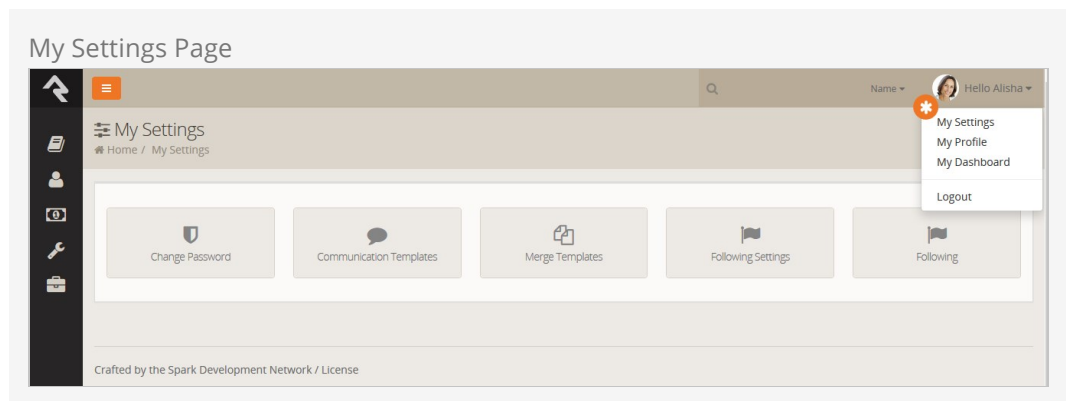 My Settings Page
Name
Hello Alisha
My Settings
Home / My Settings
My Settings
My Profile
My Dashboard
Logout
Change Password
Communication Templates
Merge Templates
Following Settings
Following
Crafted by the Spark Development Network / License